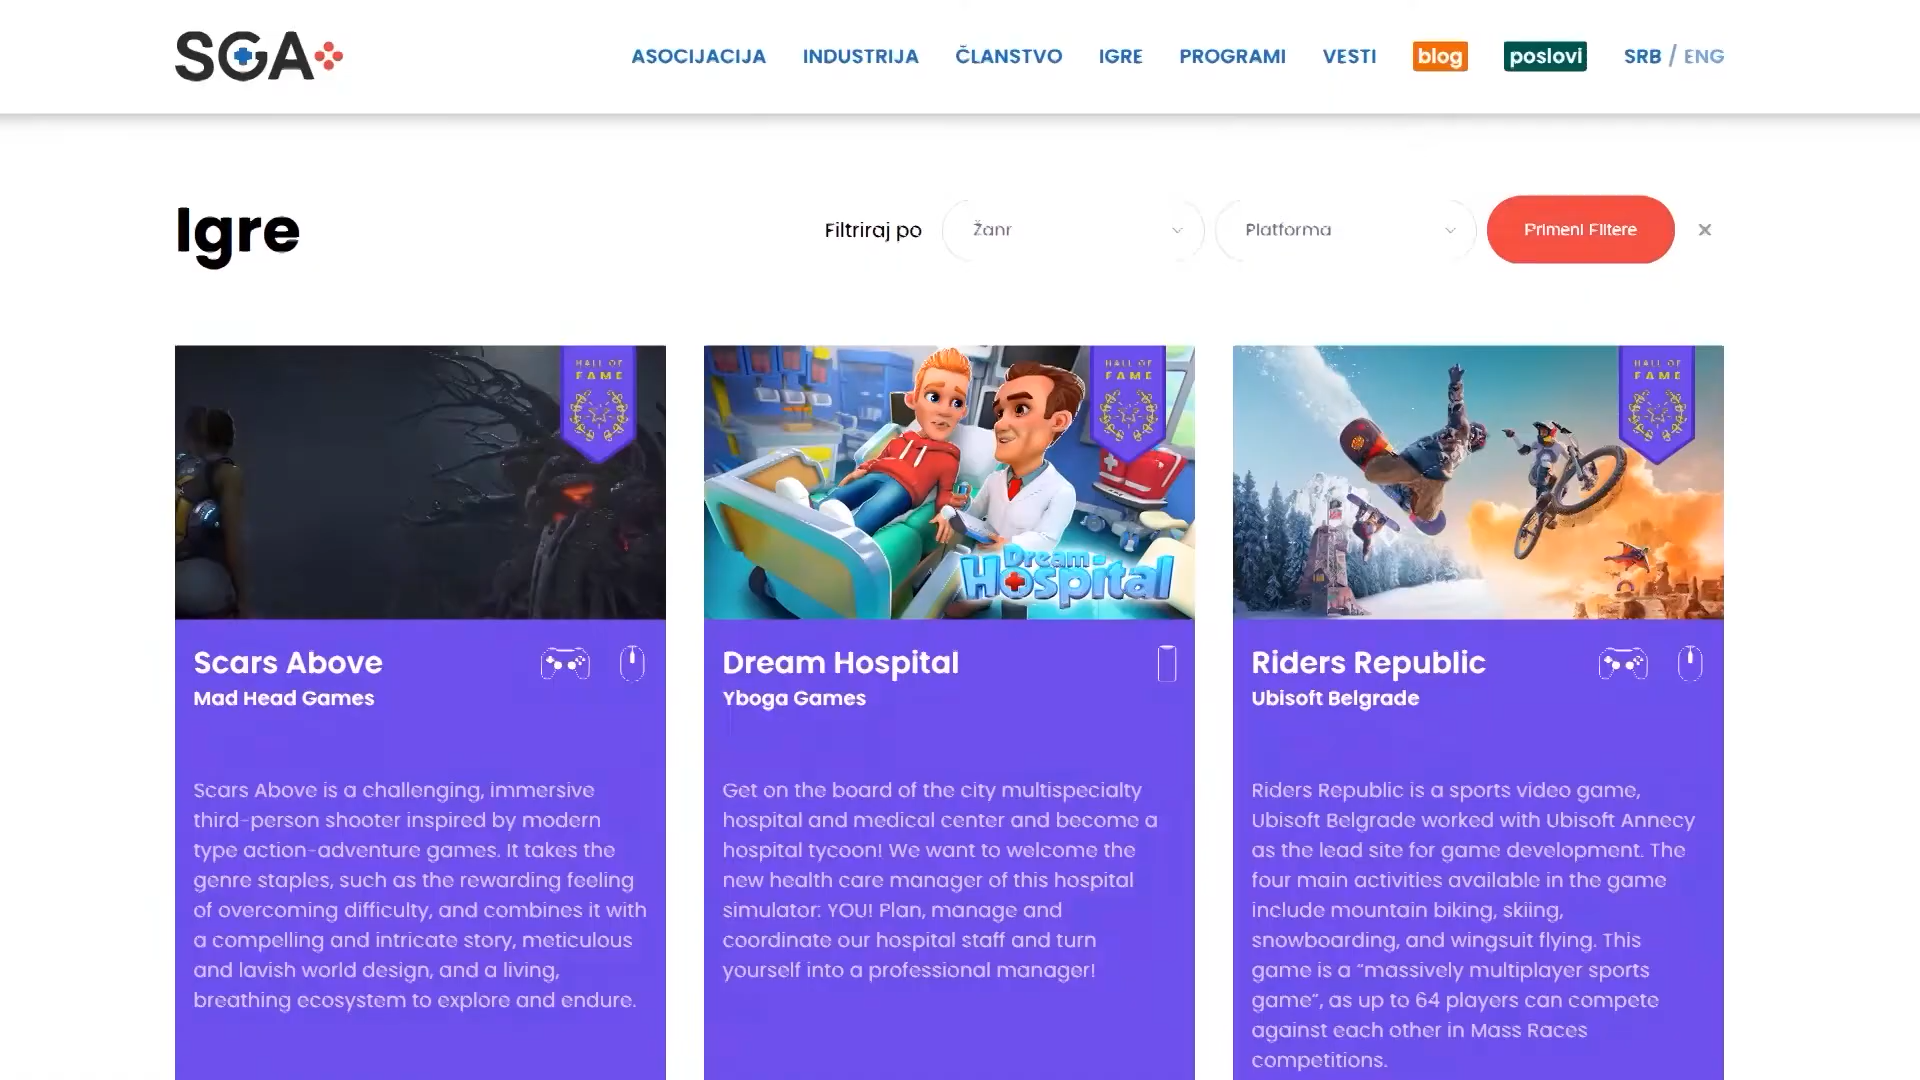 SGA
ASOCIJACIJA INDUSTRIJA ČLANSTVO IGRE PROGRAMI VESTI blog poslovi SRB / ENG
Igre
Filtriraj po Žanr Platforma Primeni Filtere ×
HALL OF
FAME
HALL OF
FAME
HALL OF
FAME
Dream
Hospital
Scars Above
Mad Head Games
Scars Above is a challenging, immersive
third-person shooter inspired by modern
type action-adventure games. It takes the
genre staples, such as the rewarding feeling
of overcoming difficulty, and combines it with
a compelling and intricate story, meticulous
and lavish world design, and a living,
breathing ecosystem to explore and endure.
Dream Hospital
Yboga Games
Get on the board of the city multispecialty
hospital and medical center and become a
hospital tycoon! We want to welcome the
new health care manager of this hospital
simulator: YOU! Plan, manage and
coordinate our hospital staff and turn
yourself into a professional manager!
Riders Republic
Ubisoft Belgrade
Riders Republic is a sports video game,
Ubisoft Belgrade worked with Ubisoft Annecy
as the lead site for game development. The
four main activities available in the game
include mountain biking, skiing,
snowboarding, and wingsuit flying. This
game is a “massively multiplayer sports
game”, as up to 64 players can compete
against each other in Mass Races
competitions.